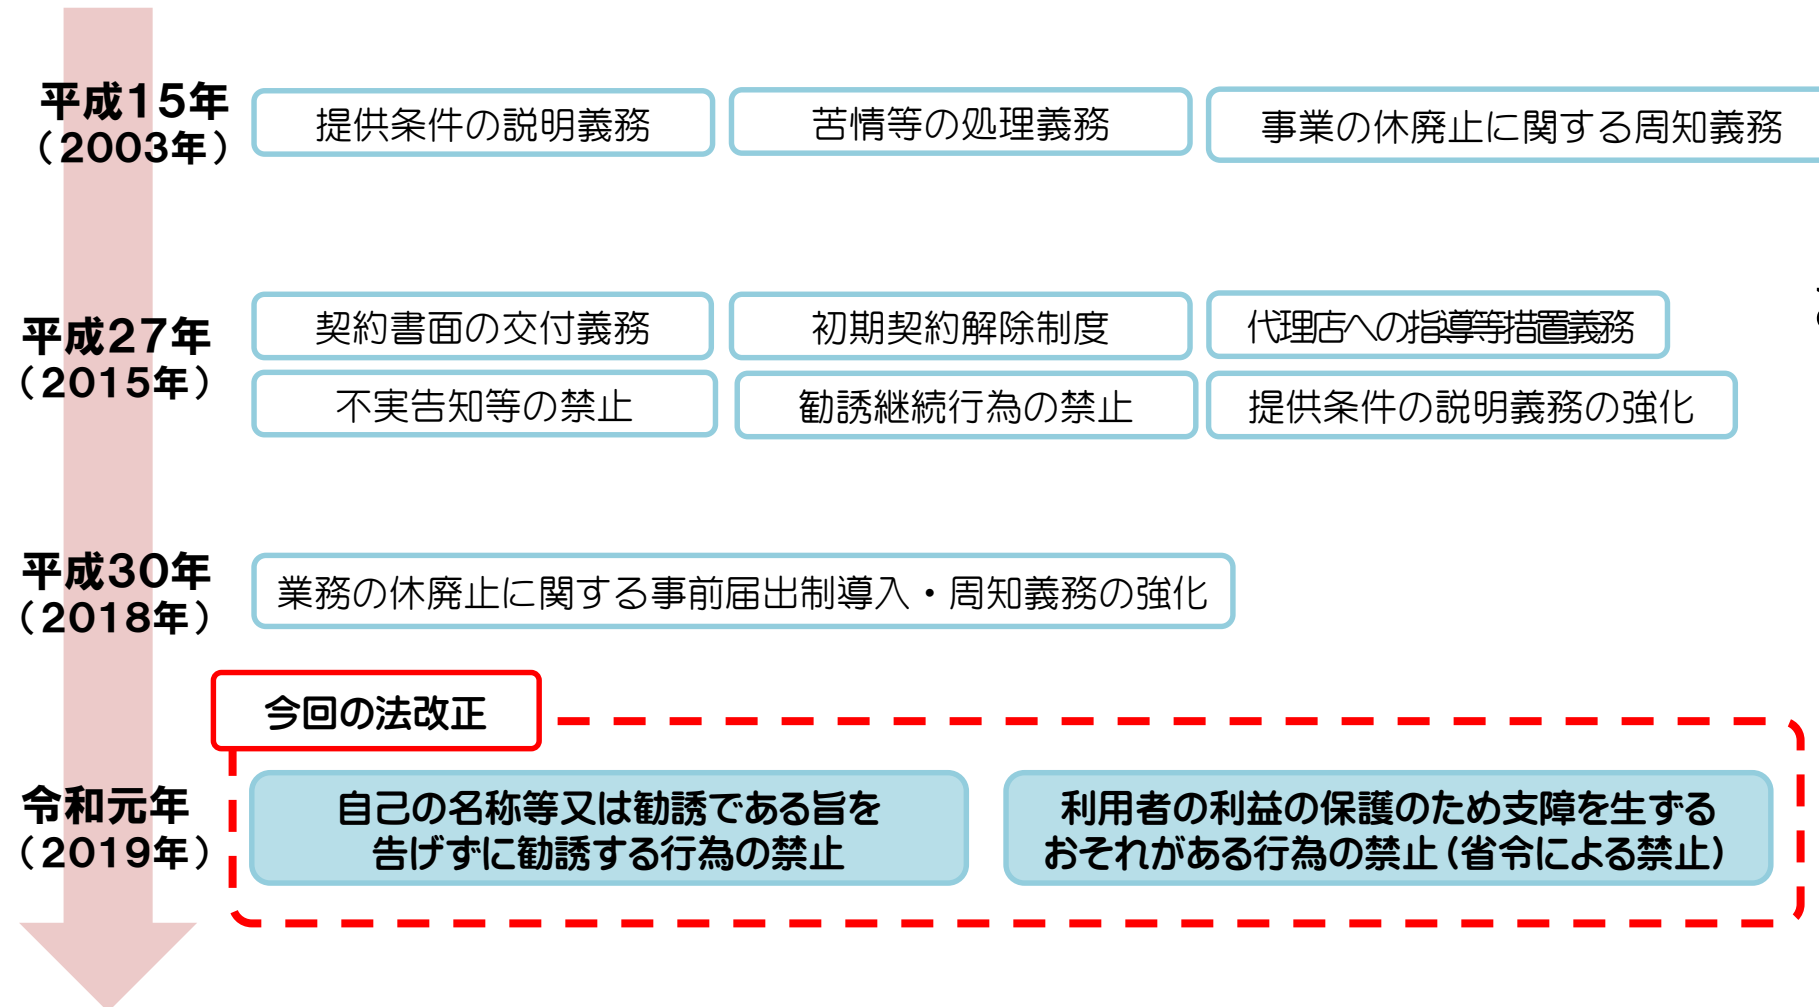 平成15年
（2003年）
提供条件の説明義務
苦情等の処理義務
事業の休廃止に関する周知義務
平成27年
（2015年）
契約書面の交付義務
初期契約解除制度
代理店への指導等措置義務
不実告知等の禁止
勧誘継続行為の禁止
提供条件の説明義務の強化
平成30年
（2018年）
業務の休廃止に関する事前届出制導入・周知義務の強化
今回の法改正
令和元年
（2019年）
自己の名称等又は勧誘である旨を
告げずに勧誘する行為の禁止
利用者の利益の保護のため支障を生ずる
おそれがある行為の禁止（省令による禁止）